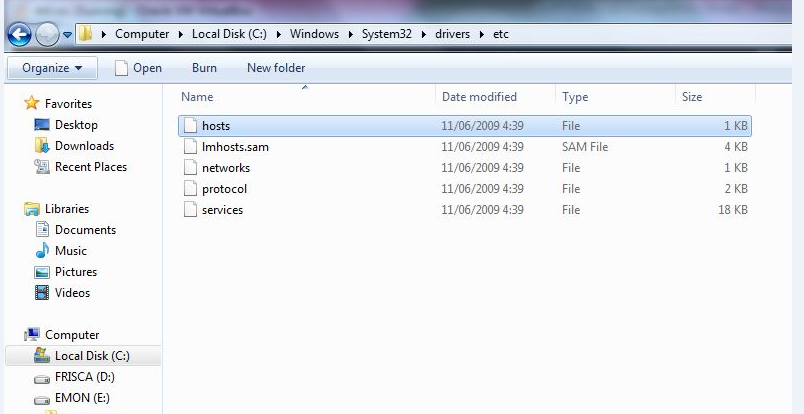 Computer Local Disk (C:) Windows System32 drivers etc
Organize Open Burn New folder
Name Date modified Type Size
Favorites
Desktop
Downloads
Recent Places
Libraries
Documents
Music
Pictures
Videos
Computer
Local Disk (C:)
FRISCA (D:)
EMON (E:)
hosts 11/06/2009 4:39 File 1 KB
lmhosts.sam 11/06/2009 4:39 SAM File 4 KB
networks 11/06/2009 4:39 File 1 KB
protocol 11/06/2009 4:39 File 2 KB
services 11/06/2009 4:39 File 18 KB